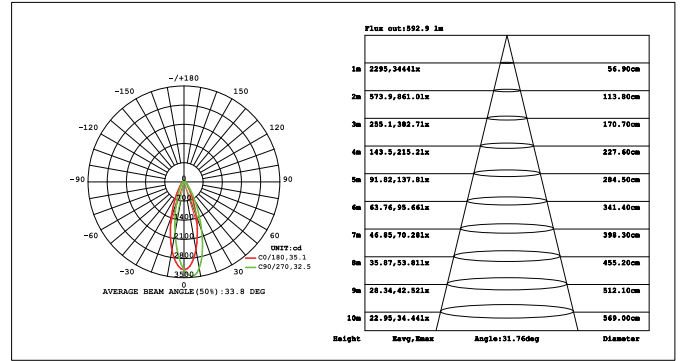 -/+180
-150
150
-120
120
-90
90
-60
60
-30
30
0
0
700
1400
2100
2800
3500
UNIT:cd
C0/180,35.1
C90/270,32.5
AVERAGE BEAM ANGLE(50%):33.8 DEG
Flux out:592.9 lm
1m 2295,3444lx 56.90cm
2m 573.9,861.0lx 113.80cm
3m 255.1,382.7lx 170.70cm
4m 143.5,215.2lx 227.60cm
5m 91.82,137.8lx 284.50cm
6m 63.76,95.66lx 341.40cm
7m 46.85,70.28lx 398.30cm
8m 35.87,53.81lx 455.20cm
9m 28.34,42.52lx 512.10cm
10m 22.95,34.44lx 569.00cm
Height Eavg,Emax Angle:31.76deg Diameter